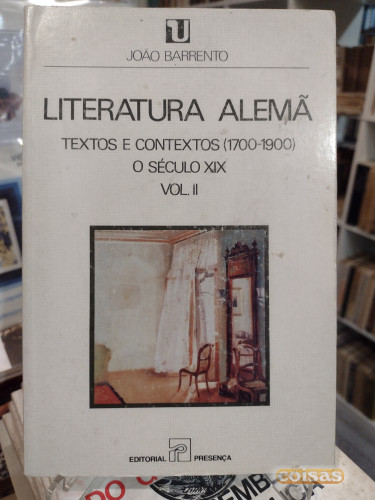 U
JOÃO BARRENTO
LITERATURA ALEMÃ
TEXTOS E CONTEXTOS (1700-1900)
O SÉCULO XIX
VOL. II
EDITORIAL PRESENÇA
coisas